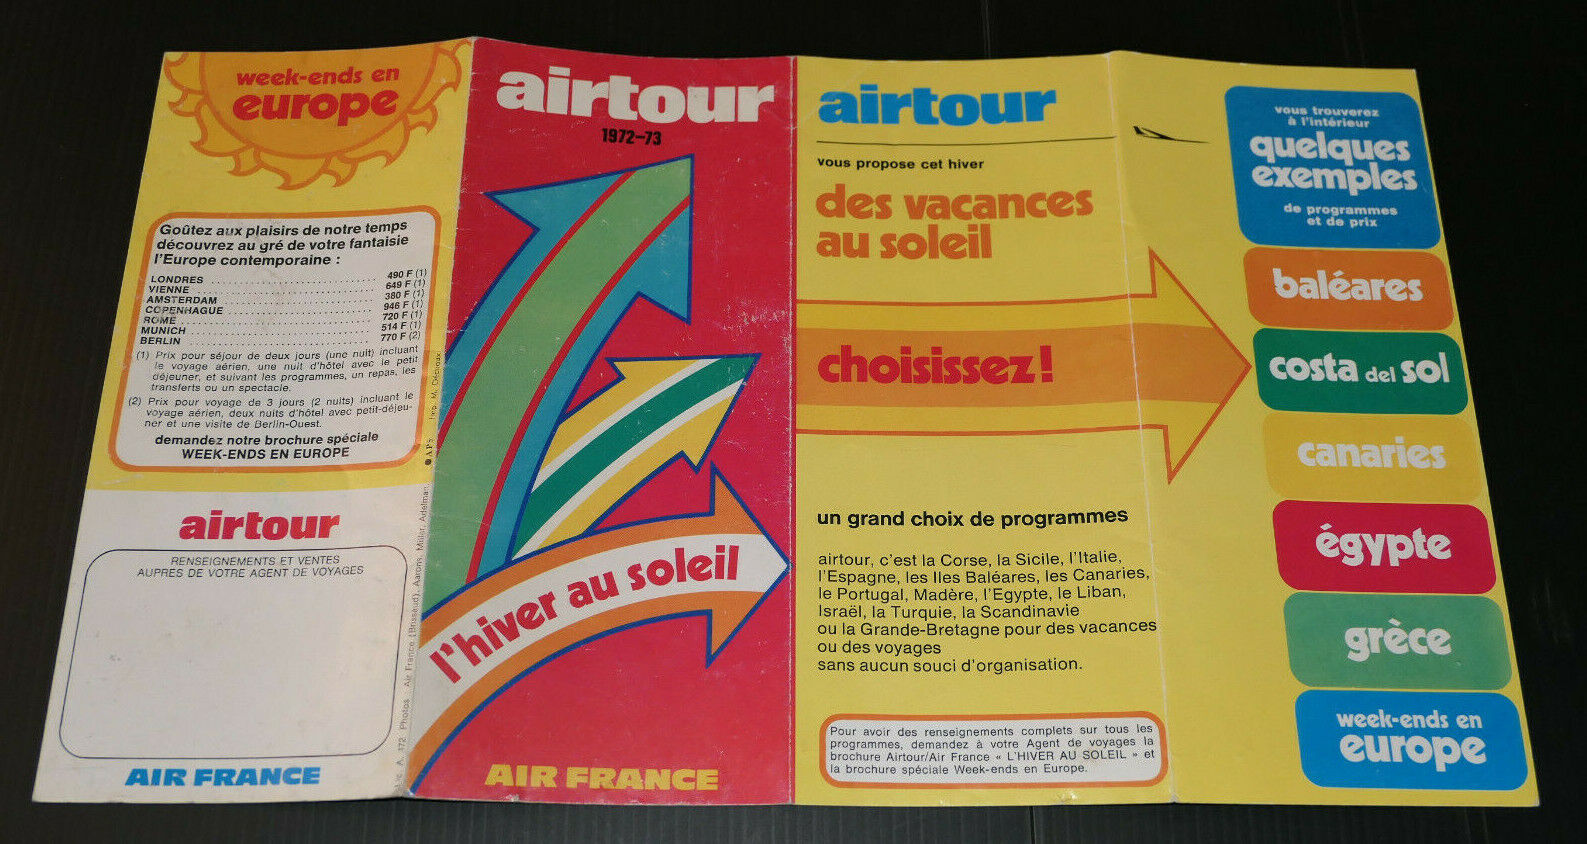 week-ends en
europe
Goûtez aux plaisirs de notre temps
découvrez au gré de votre fantaisie
l'Europe contemporaine :
LONDRES ........ 490 F (1)
VIENNE ........ 649 F (1)
AMSTERDAM ........ 380 F (1)
COPENHAGUE ........ 946 F (1)
ROME ........ 720 F (1)
MUNICH ........ 514 F (1)
BERLIN ........ 770 F (2)
(1) Prix pour séjour de deux jours (une nuit) incluant
le voyage aérien, une nuit d'hôtel avec le petit
déjeuner, et suivant les programmes, un repas, les
transferts ou un spectacle.
(2) Prix pour voyage de 3 jours (2 nuits) incluant le
voyage aérien, deux nuits d'hôtel avec petit-déjeu-
ner et une visite de Berlin-Ouest.
demandez notre brochure spéciale
WEEK-ENDS EN EUROPE
airtour
RENSEIGNEMENTS ET VENTES
AUPRES DE VOTRE AGENT DE VOYAGES
AIR FRANCE
Lic A. 172 Photos : Air France (Brissaud), Aarons, Müller, Adelman.
airtour
1972-73
l'hiver au soleil
AIR FRANCE
airtour
vous propose cet hiver
des vacances
au soleil
choisissez!
un grand choix de programmes
airtour, c'est la Corse, la Sicile, l'Italie,
l'Espagne, les Iles Baléares, les Canaries,
le Portugal, Madère, l'Egypte, le Liban,
Israël, la Turquie, la Scandinavie
ou la Grande-Bretagne pour des vacances
ou des voyages
sans aucun souci d'organisation.
Pour avoir des renseignements complets sur tous les
programmes, demandez à votre Agent de voyages la
brochure Airtour/Air France « L'HIVER AU SOLEIL » et
la brochure spéciale Week-ends en Europe.
vous trouverez
à l'intérieur
quelques
exemples
de programmes
et de prix
baléares
costa del sol
canaries
égypte
grèce
week-ends en
europe